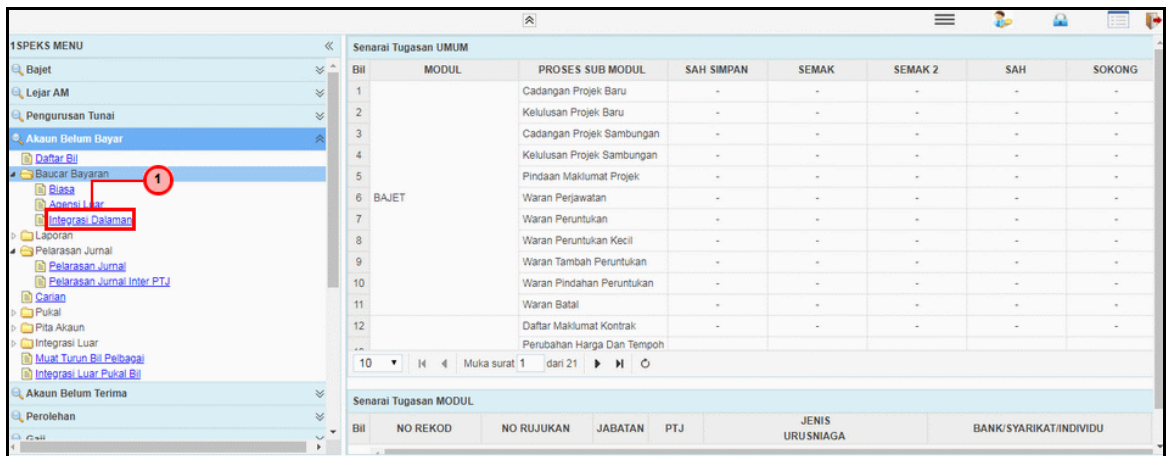 1SPEKS MENU
Bajet
Lejar AM
Pengurusan Tunai
Akaun Belum Bayar
Daftar Bil
Baucar Bayaran
1
Biasa
Agensi Luar
Integrasi Dalaman
Laporan
Pelarasan Jurnal
Pelarasan Jurnal
Pelarasan Jurnal Inter PTJ
Carian
Pukal
Pita Akaun
Integrasi Luar
Muat Turun Bil Pelbagai
Integrasi Luar Pukal Bil
Akaun Belum Terima
Perolehan
Gaji
Senarai Tugasan UMUM
Bil MODUL PROSES SUB MODUL SAH SIMPAN SEMAK SEMAK 2 SAH SOKONG
1 Cadangan Projek Baru - - - - -
2 Kelulusan Projek Baru - - - - -
3 Cadangan Projek Sambungan - - - - -
4 Kelulusan Projek Sambungan - - - - -
5 Pindaan Maklumat Projek - - - - -
6 BAJET Waran Perjawatan - - - - -
7 Waran Peruntukan - - - - -
8 Waran Peruntukan Kecil - - - - -
9 Waran Tambah Peruntukan - - - - -
10 Waran Pindahan Peruntukan - - - - -
11 Waran Batal - - - - -
12 Daftar Maklumat Kontrak - - - - -
Perubahan Harga Dan Tempoh
10 Muka surat 1 dari 21
Senarai Tugasan MODUL
Bil NO REKOD NO RUJUKAN JABATAN PTJ JENIS URUSNIAGA BANK/SYARIKAT/INDIVIDU